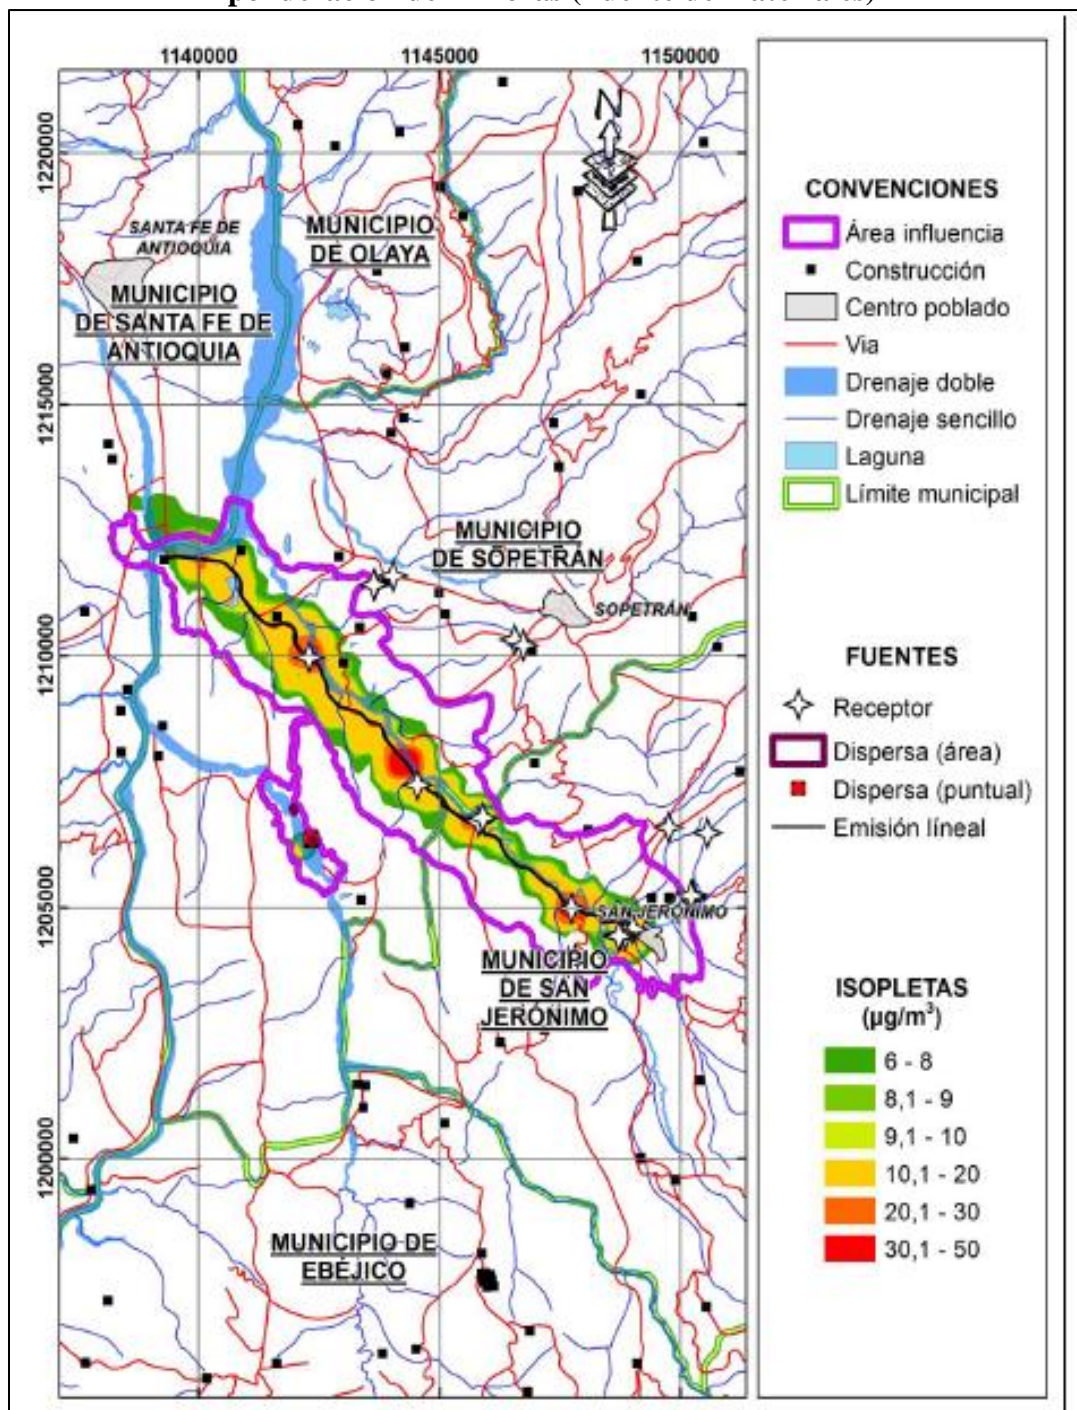 1140000 1145000 1150000
1220000
N
SANTA FE DE
ANTIOQUIA
MUNICIPIO
DE OLAYA
MUNICIPIO
DE SANTA FE DE
ANTIOQUIA
1215000
MUNICIPIO
DE SOPETRÁN
SOPETRÁN
1210000
1205000
SAN JERÓNIMO
MUNICIPIO
DE SAN
JERÓNIMO
1200000
MUNICIPIO DE
EBÉJICO
CONVENCIONES
Área influencia
Construcción
Centro poblado
Via
Drenaje doble
Drenaje sencillo
Laguna
Límite municipal
FUENTES
Receptor
Dispersa (área)
Dispersa (puntual)
Emisión líneal
ISOPLETAS
(µg/m³)
6 - 8
8,1 - 9
9,1 - 10
10,1 - 20
20,1 - 30
30,1 - 50